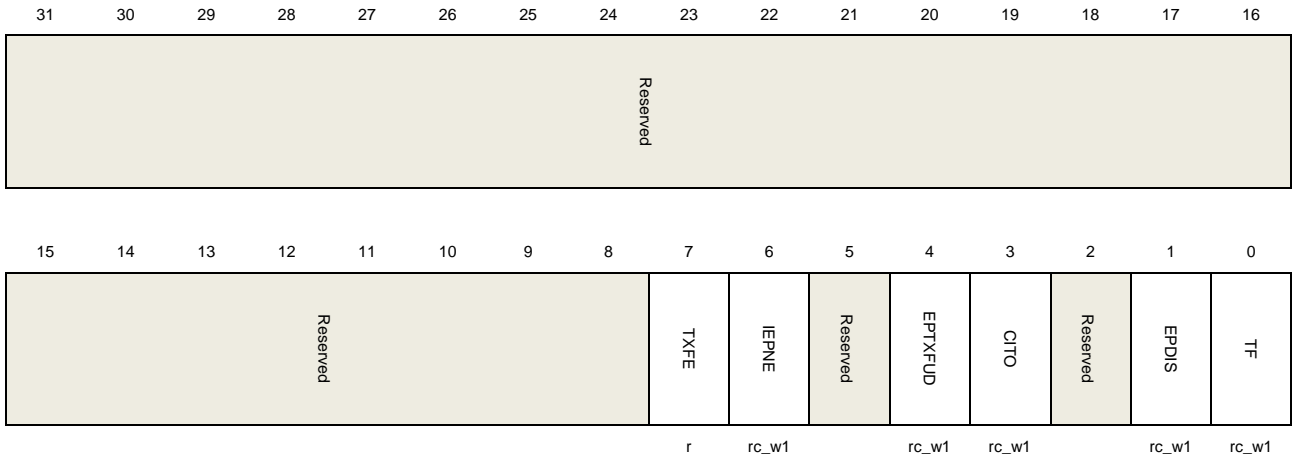 31 30 29 28 27 26 25 24 23 22 21 20 19 18 17 16
Reserved
15 14 13 12 11 10 9 8 7 6 5 4 3 2 1 0
Reserved TXFE IEPNE Reserved EPTXFUD CITO Reserved EPDIS TF
r rc_w1 rc_w1 rc_w1 rc_w1 rc_w1